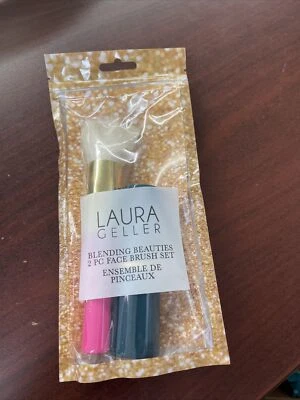 LAURA
GELLER
BLENDING BEAUTIES
2 PC FACE BRUSH SET
ENSEMBLE DE
PINCEAUX